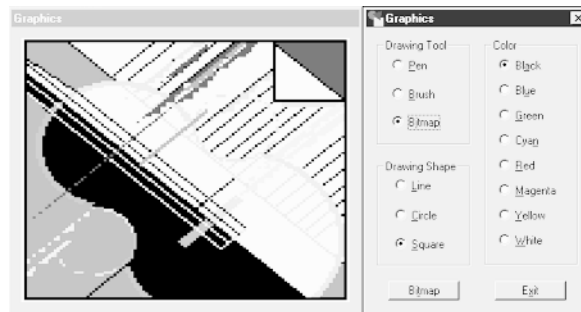 Graphics
Graphics
Drawing Tool
Pen
Brush
Bitmap
Drawing Shape
Line
Circle
Square
Color
Black
Blue
Green
Cyan
Red
Magenta
Yellow
White
Bitmap
Exit